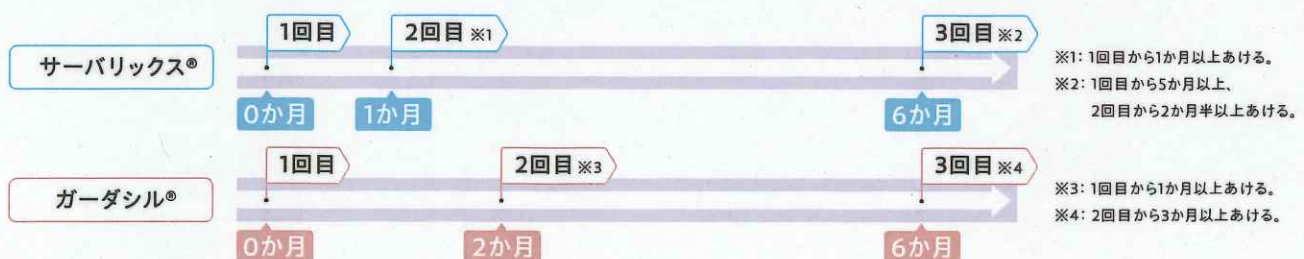 1回目
2回目 ※1
3回目 ※2
サーバリックス®
0か月
1か月
6か月
※1: 1回目から1か月以上あける。
※2: 1回目から5か月以上、
2回目から2か月半以上あける。
1回目
2回目 ※3
3回目 ※4
ガーダシル®
0か月
2か月
6か月
※3: 1回目から1か月以上あける。
※4: 2回目から3か月以上あける。